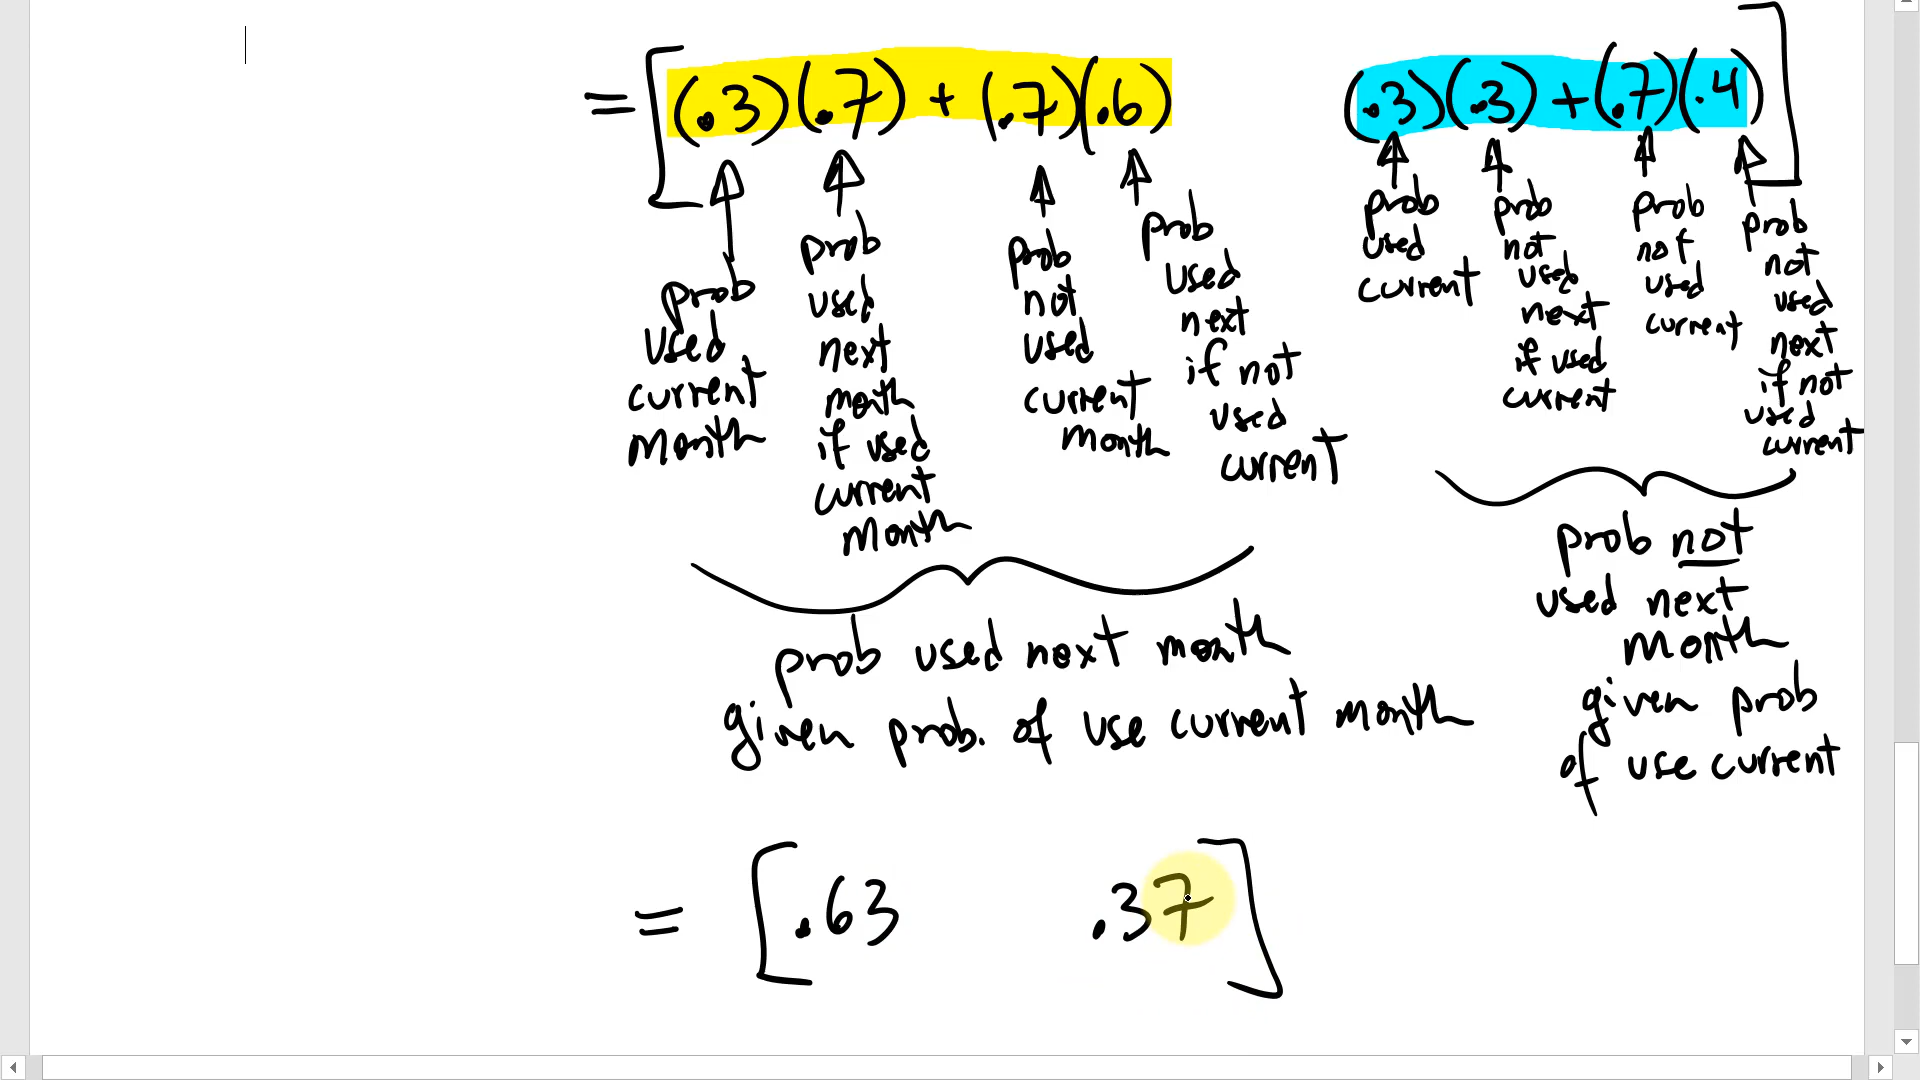 = [(.3)(.7) + (.7)(.6) (.3)(.3) + (.7)(.4)]
prob
used
current
month
prob
used
next
month
if used
current
month
prob
not
used
current
month
prob
used
next
if not
used
current
prob
used
current
prob
not
used
next
if used
current
prob
not
used
current
prob
not
used
next
if not
used
current
prob used next month
given prob. of use current month
prob not
used next
month
given prob
of use current
= [.63 .37]